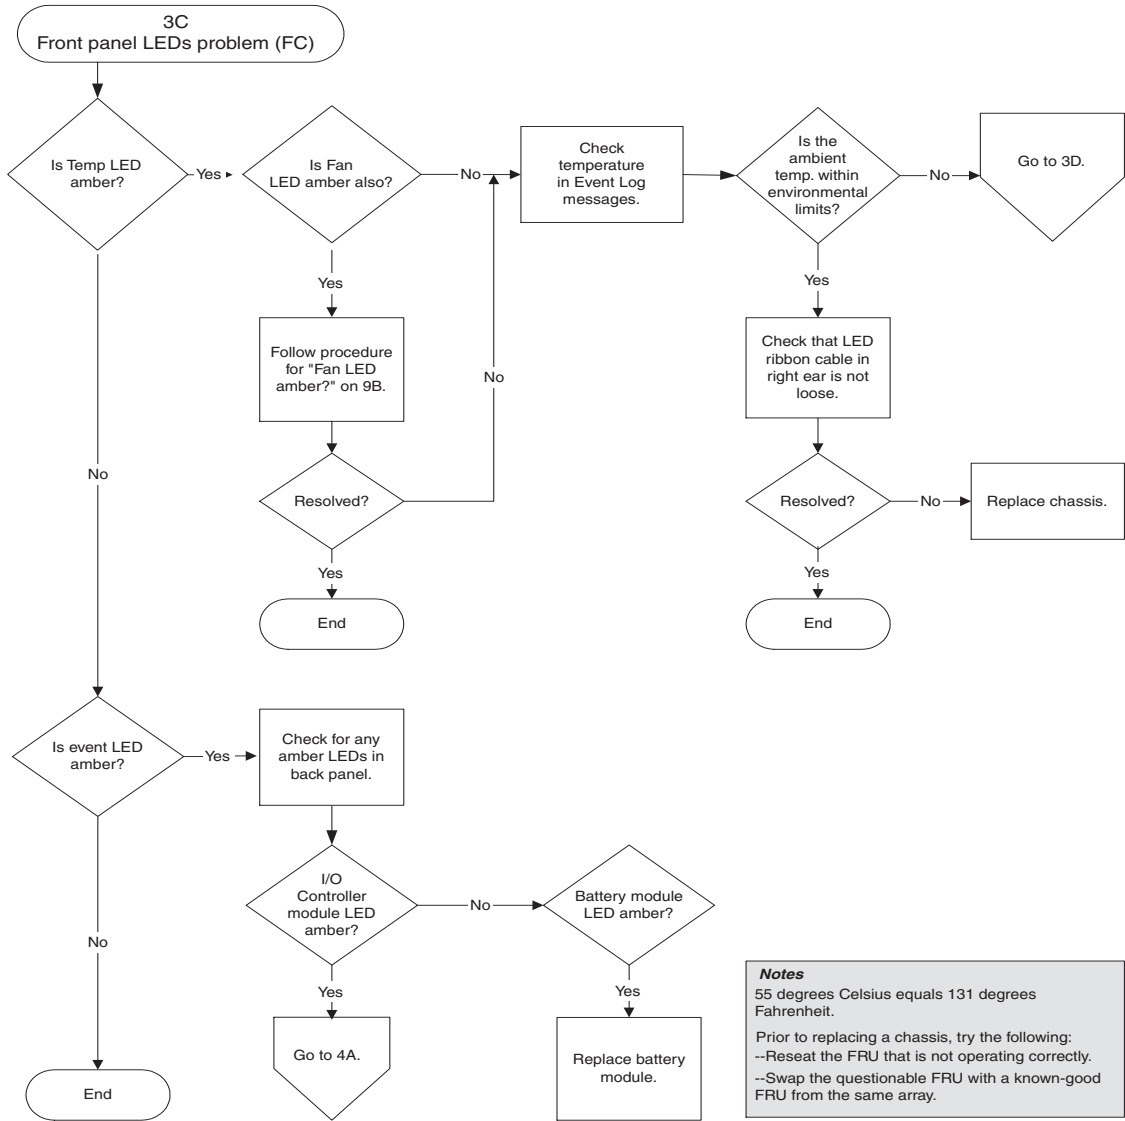 3C
Front panel LEDs problem (FC)
Is Temp LED
amber?
Yes
Is Fan
LED amber also?
No
Check
temperature
in Event Log
messages.
Is the
ambient
temp. within
environmental
limits?
No
Go to 3D.
Yes
Follow procedure
for "Fan LED
amber?" on 9B.
No
Resolved?
Yes
End
Yes
Check that LED
ribbon cable in
right ear is not
loose.
Resolved?
No
Replace chassis.
Yes
End
No
Is event LED
amber?
Yes
Check for any
amber LEDs in
back panel.
I/O
Controller
module LED
amber?
No
Battery module
LED amber?
No
Yes
Go to 4A.
Yes
Replace battery
module.
End
Notes
55 degrees Celsius equals 131 degrees
Fahrenheit.
Prior to replacing a chassis, try the following:
--Reseat the FRU that is not operating correctly.
--Swap the questionable FRU with a known-good
FRU from the same array.